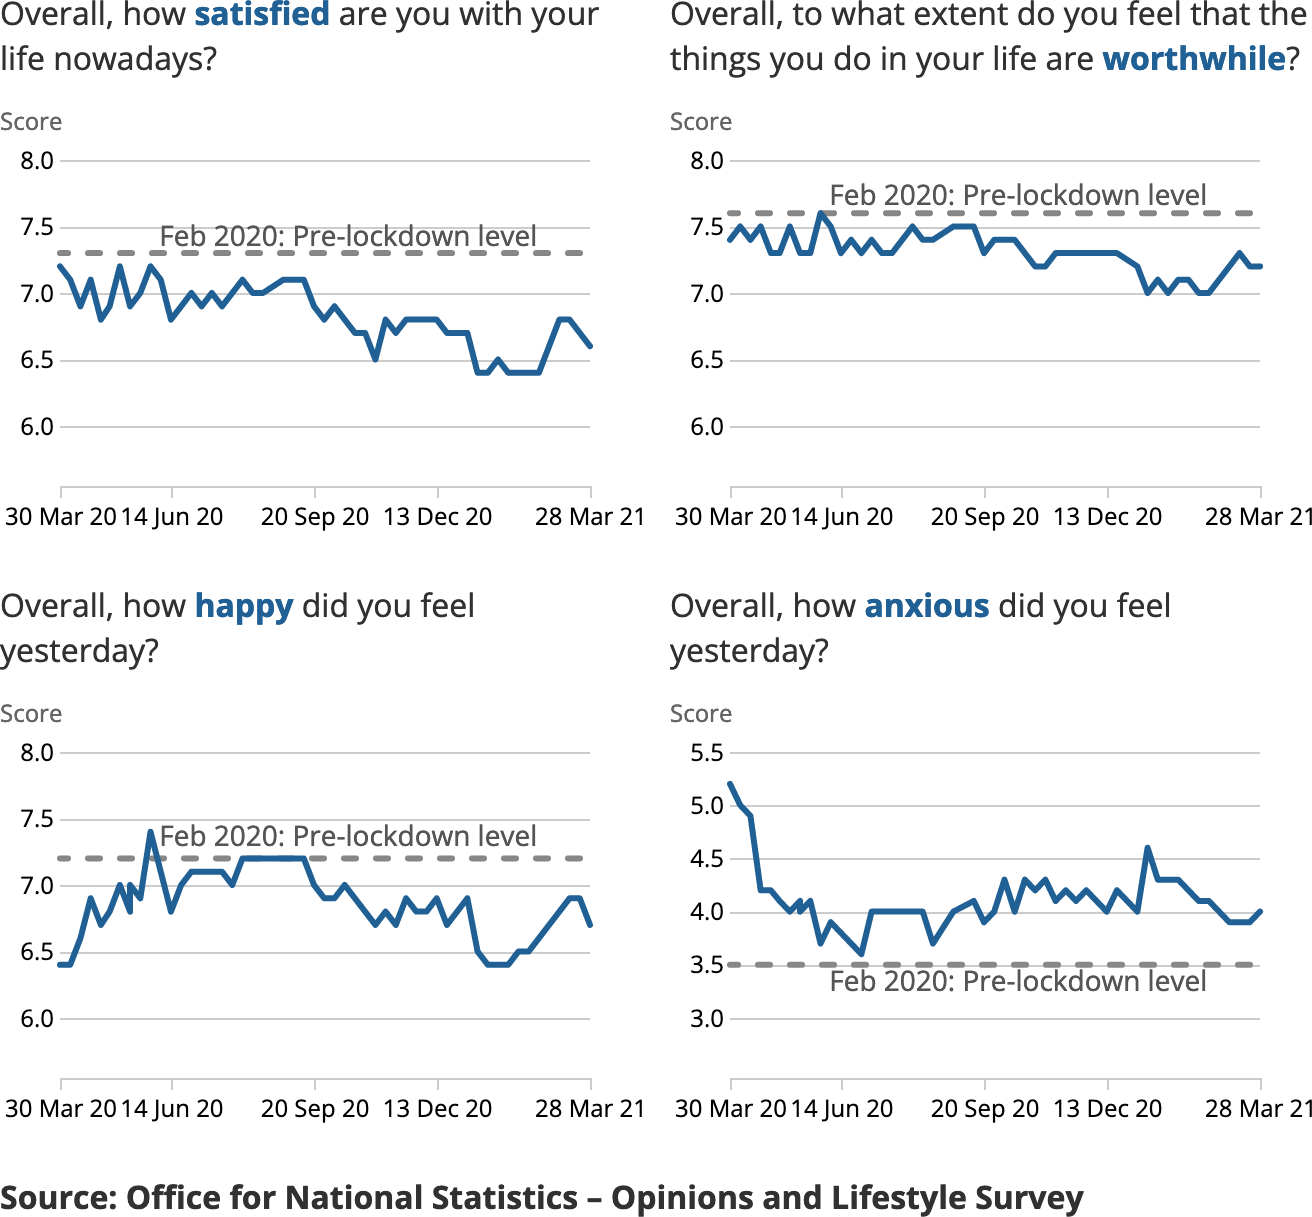 Overall, how satisfied are you with your
life nowadays?
Score
8.0
7.5
Feb 2020: Pre-lockdown level
7.0
6.5
6.0
30 Mar 20 14 Jun 20 20 Sep 20 13 Dec 20 28 Mar 21
Overall, to what extent do you feel that the
things you do in your life are worthwhile?
Score
8.0
Feb 2020: Pre-lockdown level
7.5
7.0
6.5
6.0
30 Mar 20 14 Jun 20 20 Sep 20 13 Dec 20 28 Mar 21
Overall, how happy did you feel
yesterday?
Score
8.0
7.5
Feb 2020: Pre-lockdown level
7.0
6.5
6.0
30 Mar 20 14 Jun 20 20 Sep 20 13 Dec 20 28 Mar 21
Overall, how anxious did you feel
yesterday?
Score
5.5
5.0
4.5
4.0
3.5
Feb 2020: Pre-lockdown level
3.0
30 Mar 20 14 Jun 20 20 Sep 20 13 Dec 20 28 Mar 21
Source: Office for National Statistics – Opinions and Lifestyle Survey